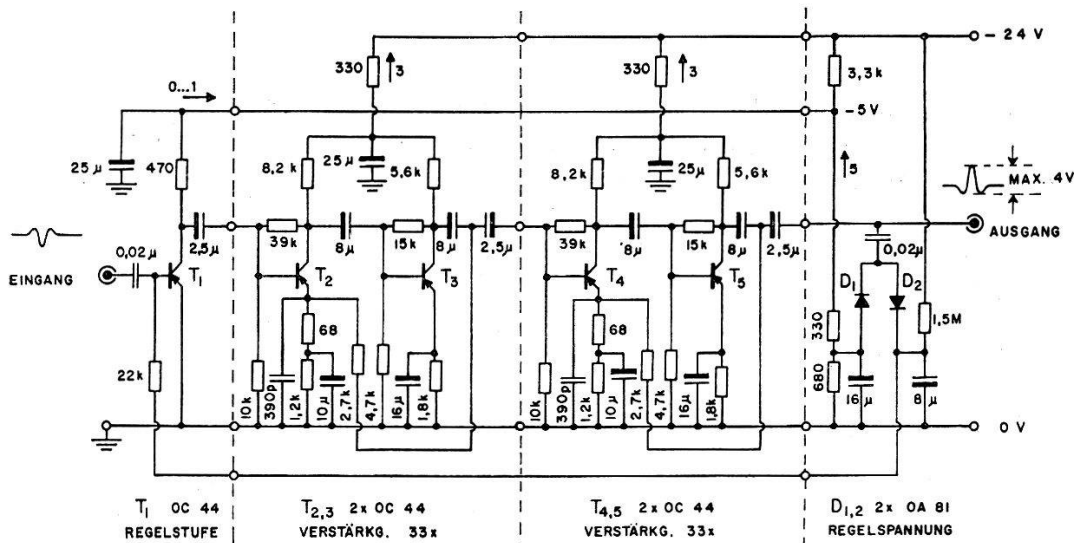 - 24 V
330
3
330
3
3,3k
0...1
-5V
25µ
470
8,2k
25µ
5,6k
8,2k
25µ
5,6k
5
MAX. 4V
2,5µ
39k
8µ
15k
8µ
2,5µ
39k
8µ
15k
8µ
2,5µ
AUSGANG
EINGANG
0,02µ
T1
T2
T3
T4
T5
0,02µ
D1
D2
68
68
330
1,5M
22k
10k
390p
1,2k
10µ
2,7k
4,7k
16µ
1,8k
10k
390p
1,2k
10µ
2,7k
4,7k
16µ
1,8k
680
16µ
8µ
0 V
T1 OC 44
REGELSTUFE
T2,3 2x OC 44
VERSTÄRKG. 33x
T4,5 2x OC 44
VERSTÄRKG. 33x
D1,2 2x OA 81
REGELSPANNUNG